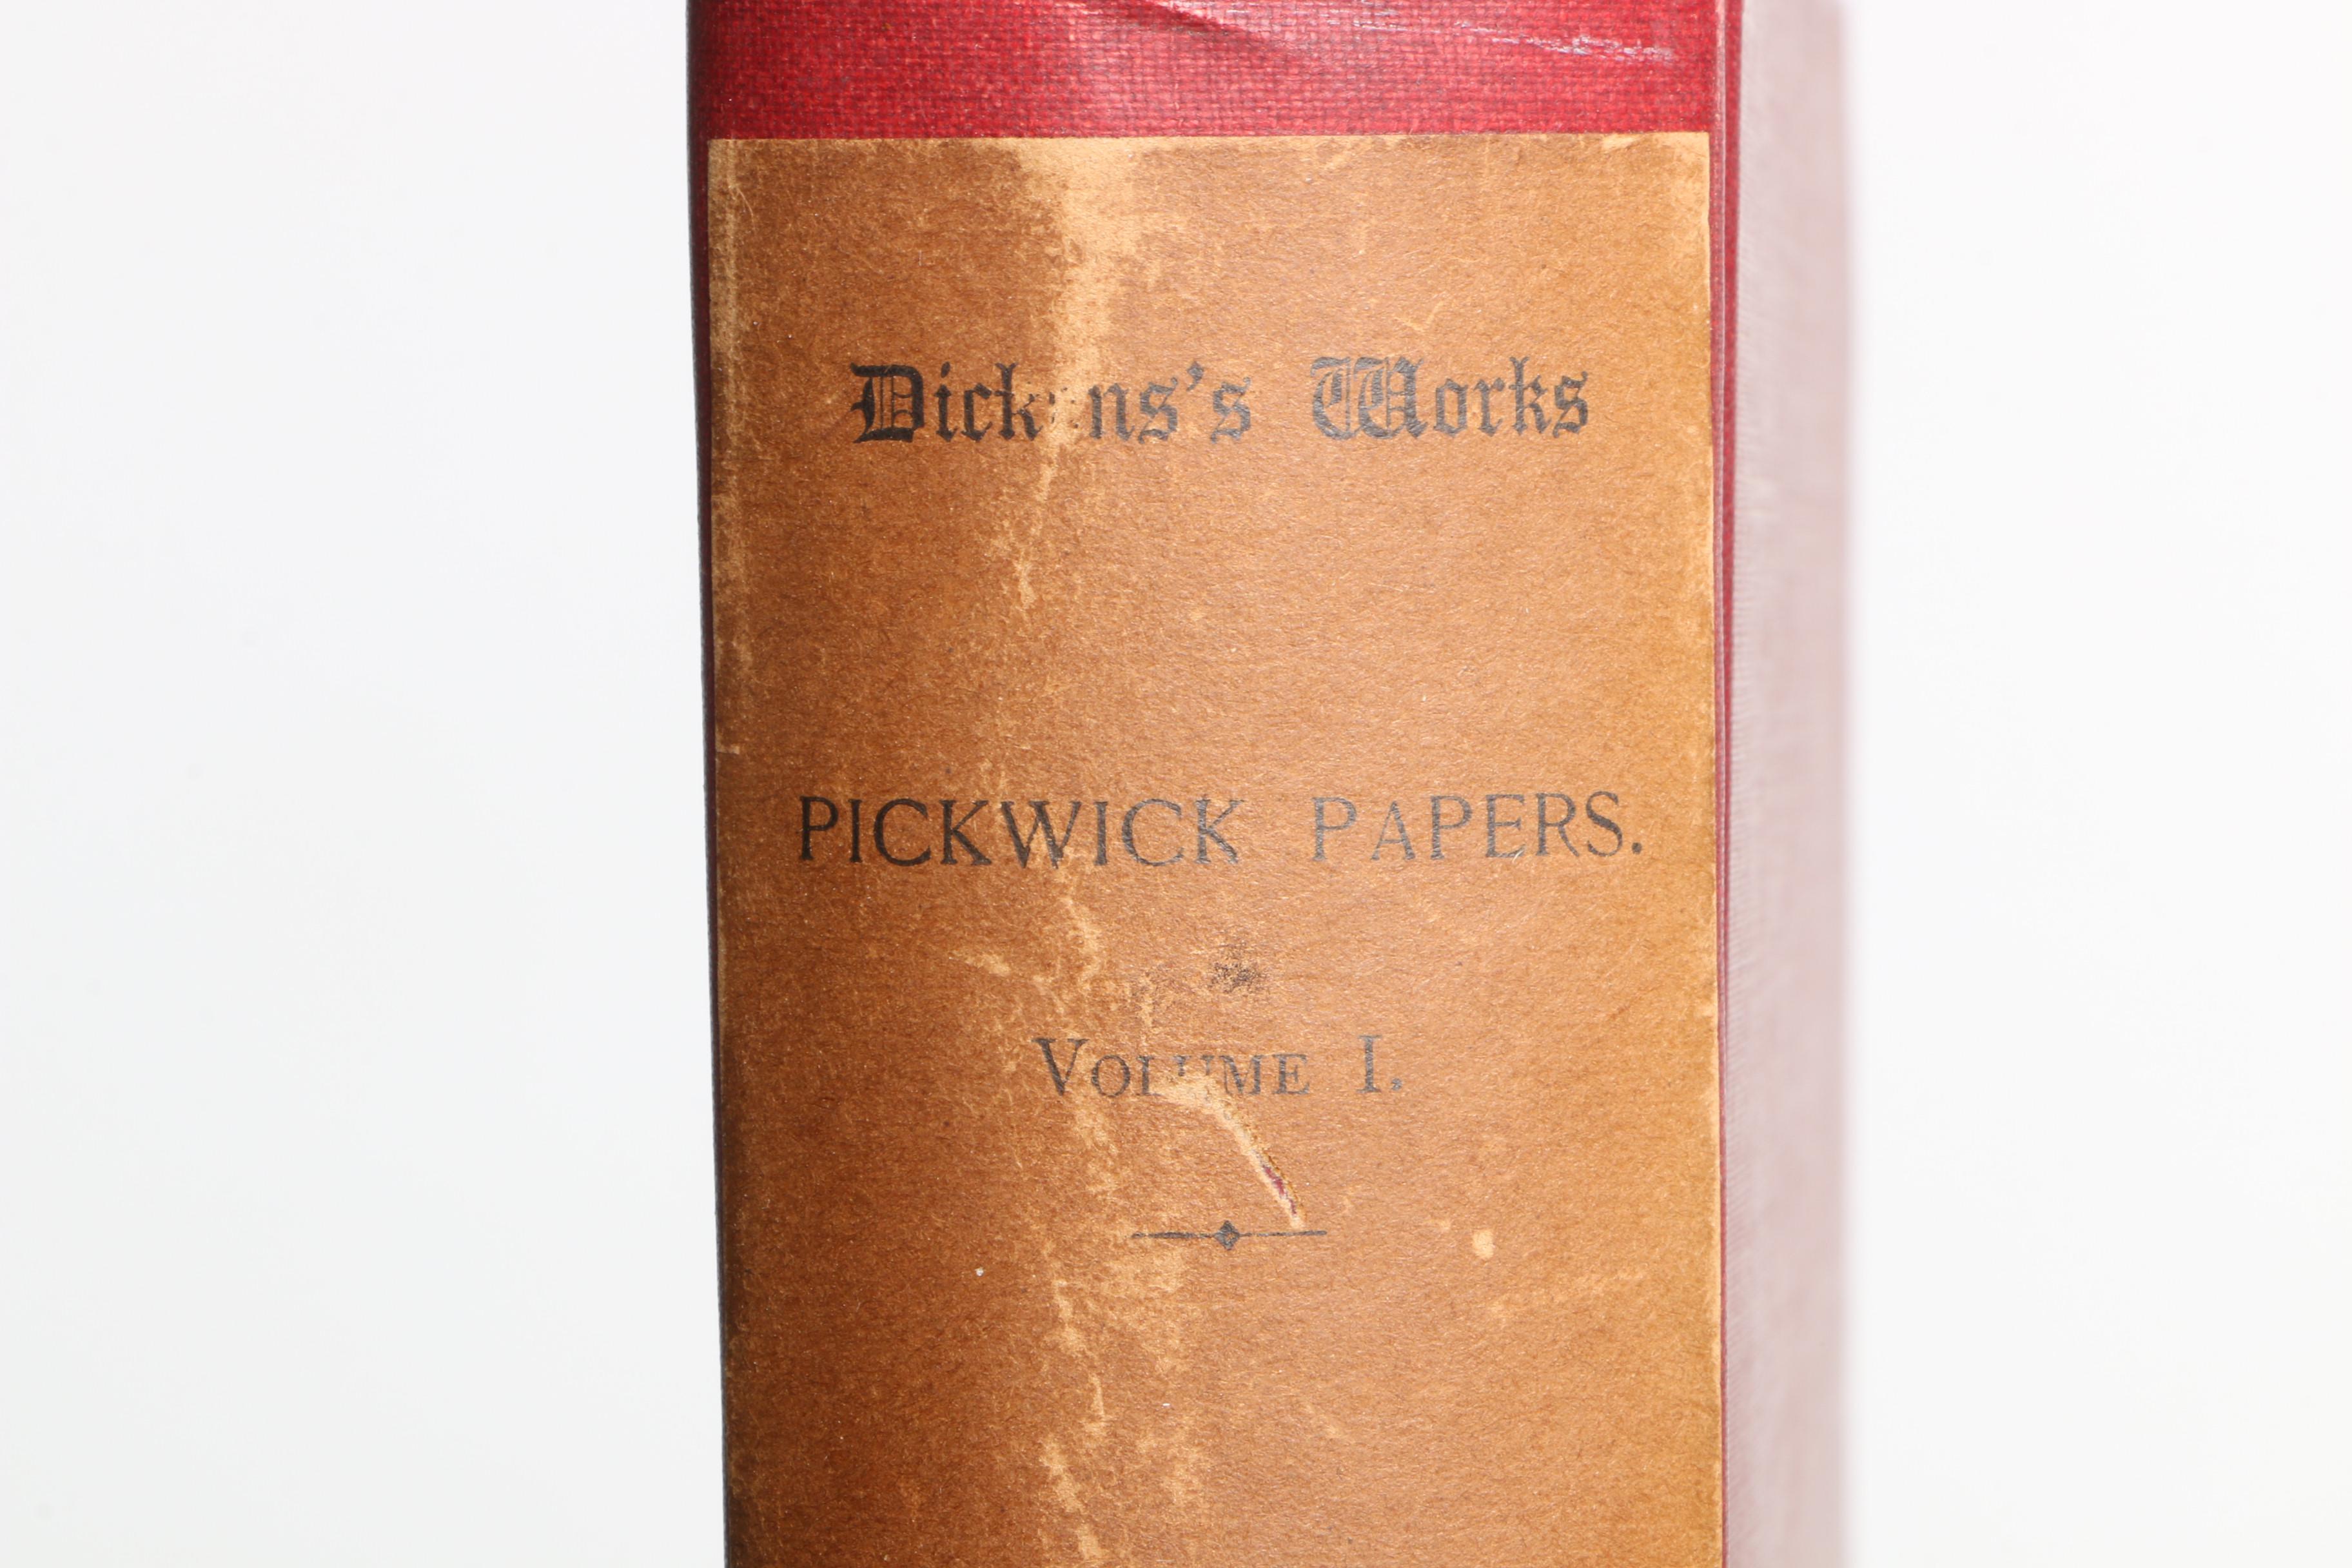 Dickens's Works
PICKWICK PAPERS.
VOLUME I.